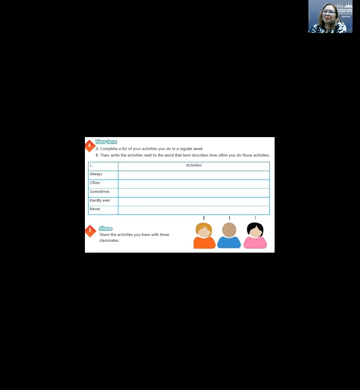 4 Your turn
A. Complete a list of your activities you do in a regular week.
B. Then, write the activities next to the word that best describes how often you do those activities.
I... Activities
Always
Often
Sometimes
Hardly ever
Never
Share
Share the activities you have with three
classmates.